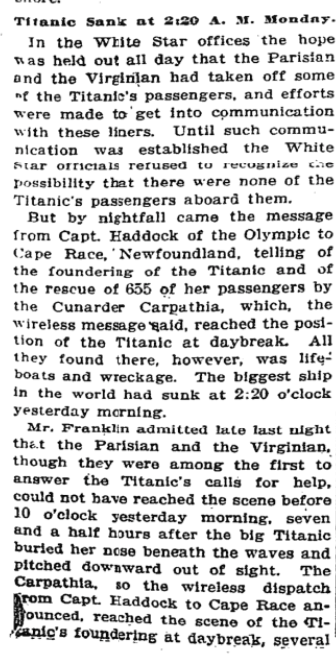 Titanic Sank at 2:20 A. M. Monday.
In the White Star offices the hope
was held out all day that the Parisian
and the Virginian had taken off some
of the Titanic's passengers, and efforts
were made to get into communication
with these liners. Until such commu-
nication was established the White
Star officials refused to recognize the
possibility that there were none of the
Titanic's passengers aboard them.
But by nightfall came the message
from Capt. Haddock of the Olympic to
Cape Race, Newfoundland, telling of
the foundering of the Titanic and of
the rescue of 655 of her passengers by
the Cunarder Carpathia, which, the
wireless message said, reached the posi-
tion of the Titanic at daybreak. All
they found there, however, was life-
boats and wreckage. The biggest ship
in the world had sunk at 2:20 o'clock
yesterday morning.
Mr. Franklin admitted late last night
that the Parisian and the Virginian,
though they were among the first to
answer the Titanic's calls for help,
could not have reached the scene before
10 o'clock yesterday morning, seven
and a half hours after the big Titanic
buried her nose beneath the waves and
pitched downward out of sight. The
Carpathia, so the wireless dispatch
from Capt. Haddock to Cape Race an-
nounced, reached the scene of the Ti-
tanic's foundering at daybreak, several